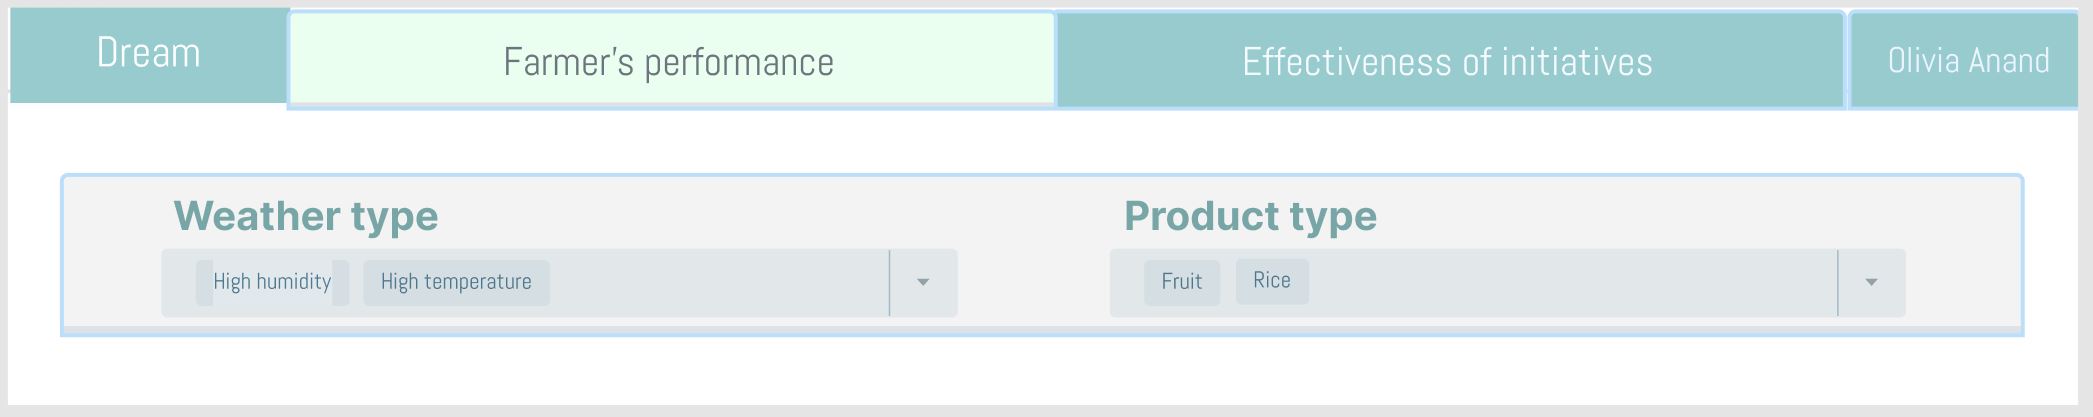 Dream
Farmer's performance
Effectiveness of initiatives
Olivia Anand
Weather type
Product type
High humidity
High temperature
Fruit
Rice